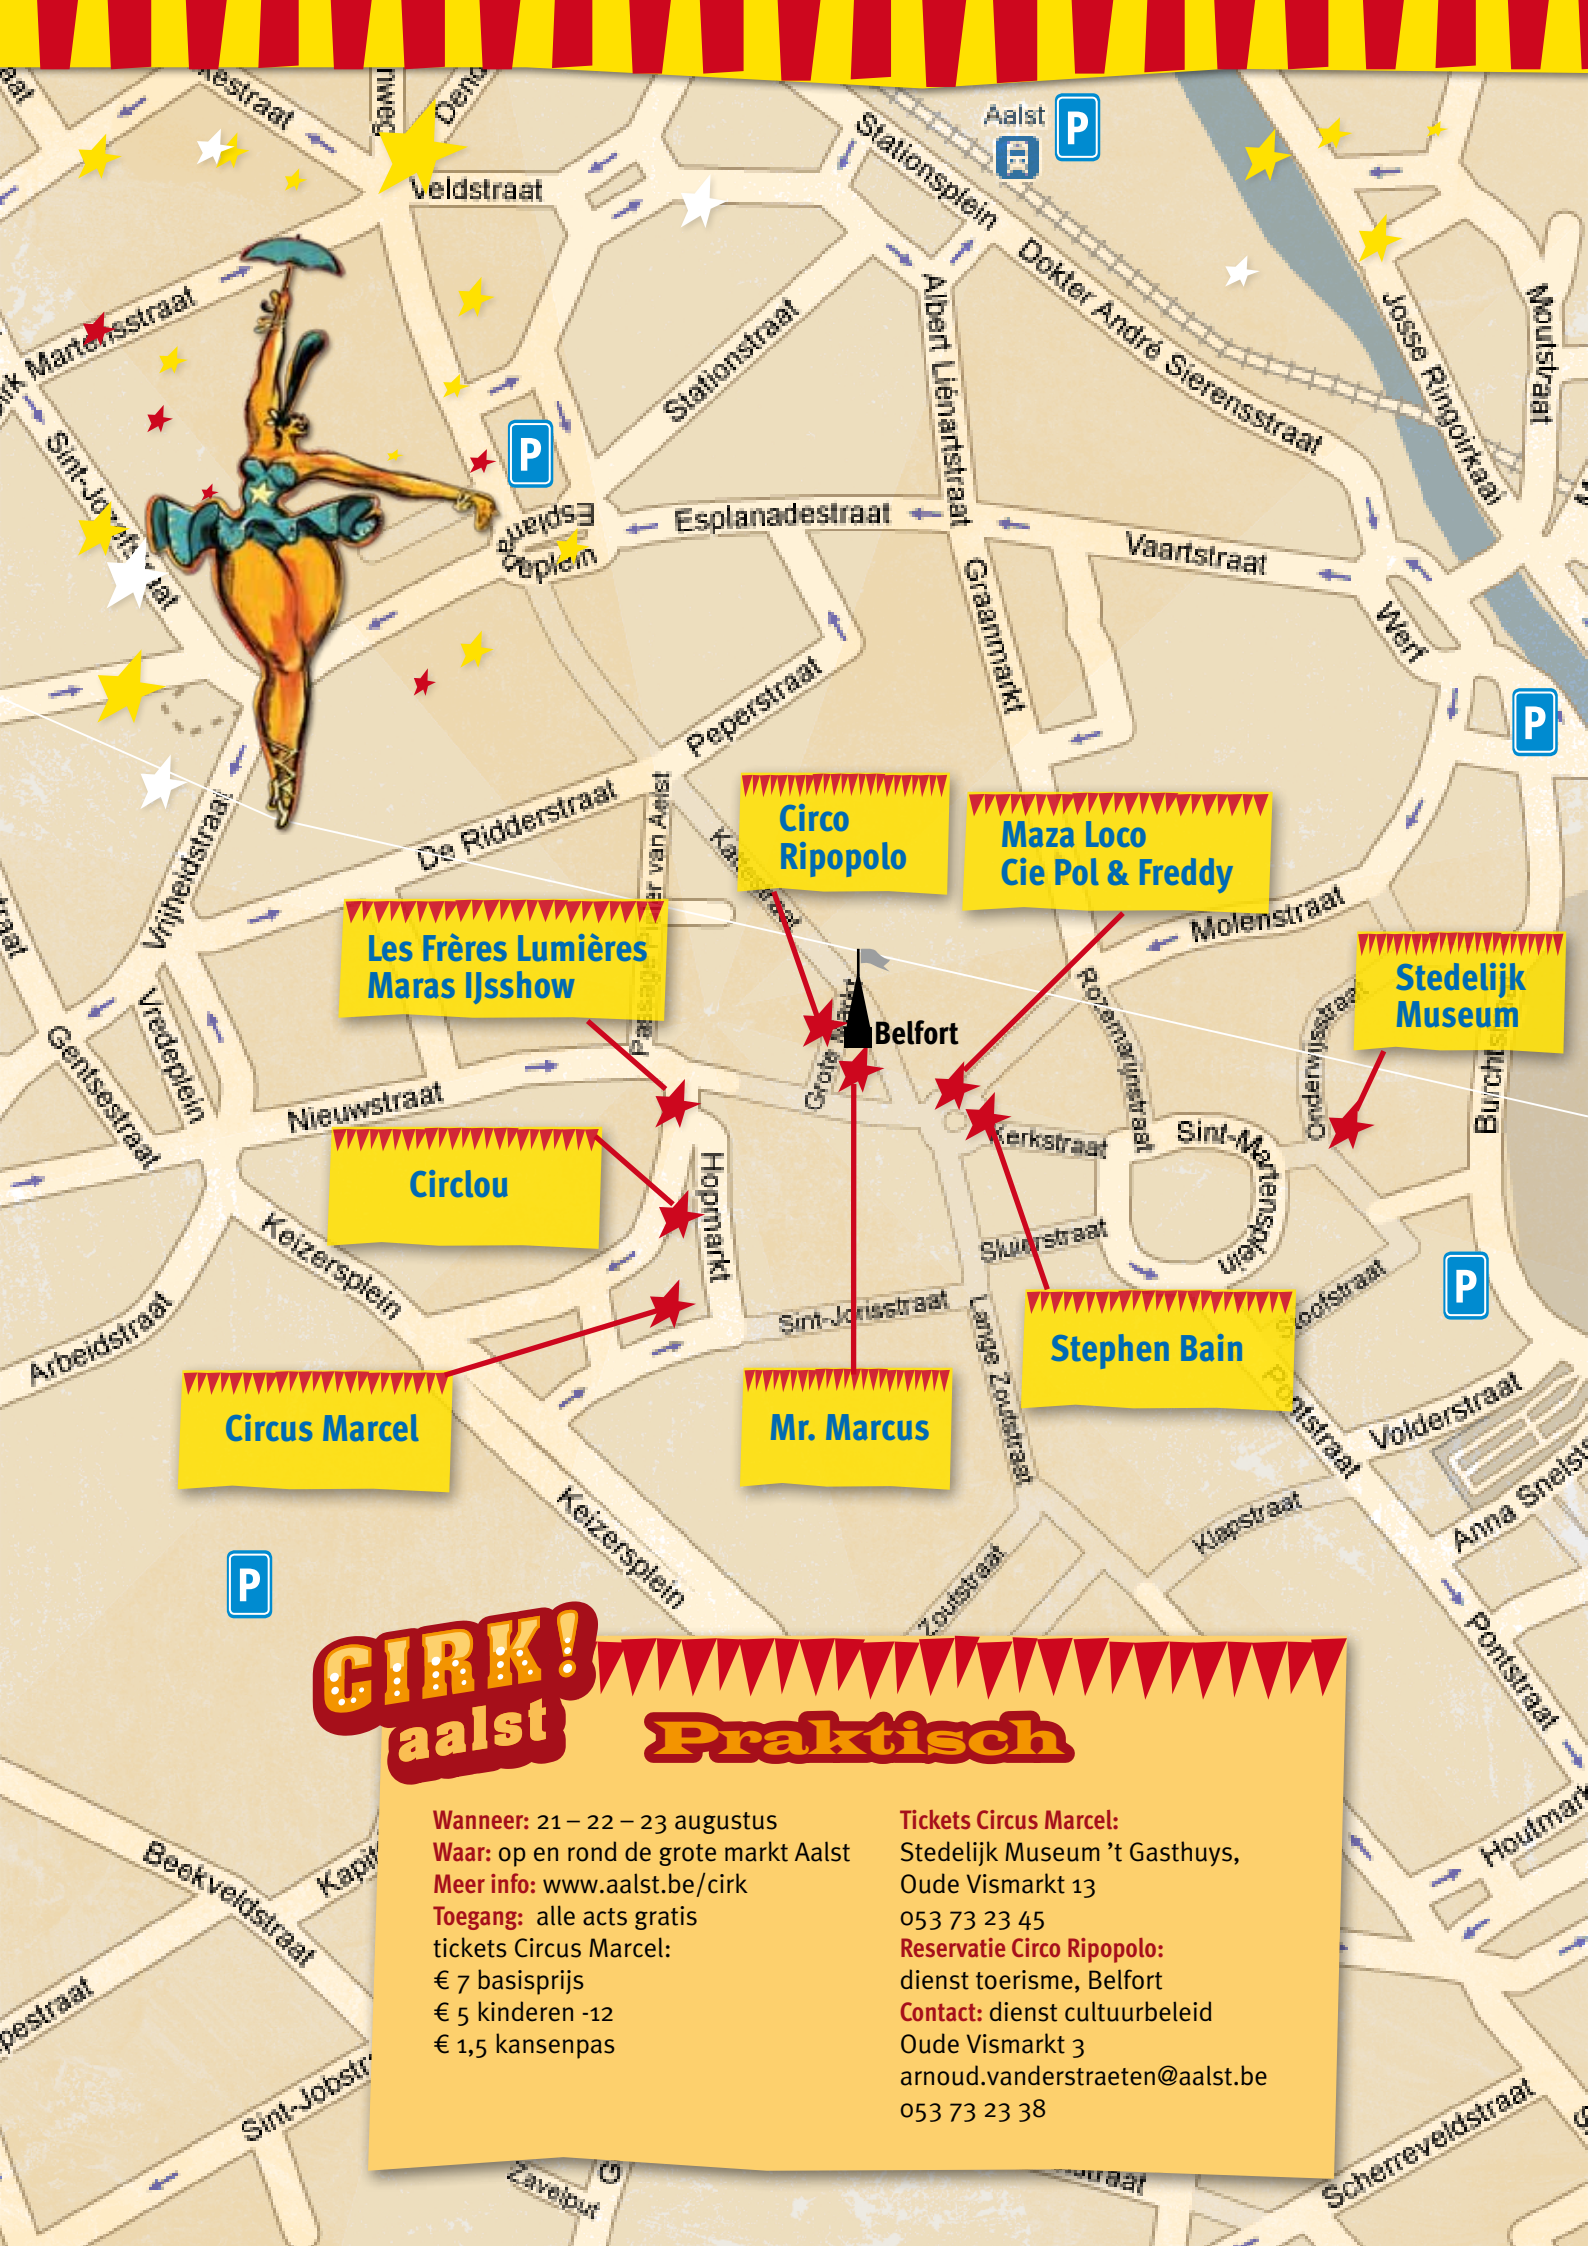 Aalst
P
Stationsplein
Veldstraat
Dokter André Sierensstraat
Josse Ringoirkaai
Moutstraat
Martensstraat
Stationstraat
Albert Liénartstraat
P
Esplanadestraat
Vaartstraat
Graanmarkt
Werf
P
Peperstraat
De Ridderstraat
Vrijheidstraat
Circo
Ripopolo
Maza Loco
Cie Pol & Freddy
Molenstraat
Les Frères Lumières
Maras IJsshow
Stedelijk
Museum
Belfort
Grote Markt
Rozemarijnstraat
Onderwijsstraat
Vredeplein
Gentsestraat
Nieuwstraat
Kerkstraat
Sint-Martensplein
Circlou
Hopmarkt
Keizersplein
Sluierstraat
Sint-Jorisstraat
Lange Zoutstraat
P
Arbeidstraat
Stephen Bain
Circus Marcel
Mr. Marcus
Pontstraat
Volderstraat
Keizersplein
Klapstraat
P
Zoutstraat
Pontstraat
CIRK!
aalst
Praktisch
Wanneer: 21 – 22 – 23 augustus
Waar: op en rond de grote markt Aalst
Meer info: www.aalst.be/cirk
Toegang: alle acts gratis
tickets Circus Marcel:
€ 7 basisprijs
€ 5 kinderen -12
€ 1,5 kansenpas
Tickets Circus Marcel:
Stedelijk Museum ’t Gasthuys,
Oude Vismarkt 13
053 73 23 45
Reservatie Circo Ripopolo:
dienst toerisme, Belfort
Contact: dienst cultuurbeleid
Oude Vismarkt 3
arnoud.vanderstraeten@aalst.be
053 73 23 38
Beekveldstraat
Zavelput
Scherreveldstraat